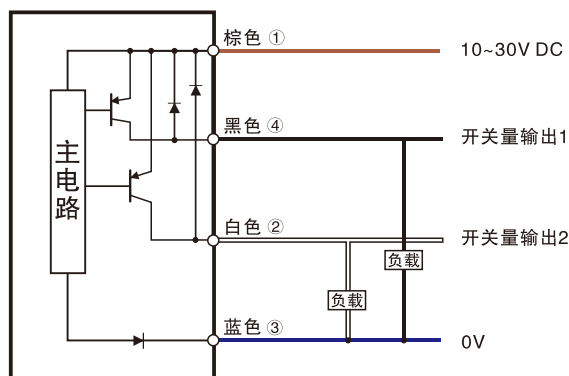 棕色 ① 10~30V DC
主电路
黑色 ④ 开关量输出1
白色 ② 开关量输出2
负载
负载
蓝色 ③ 0V